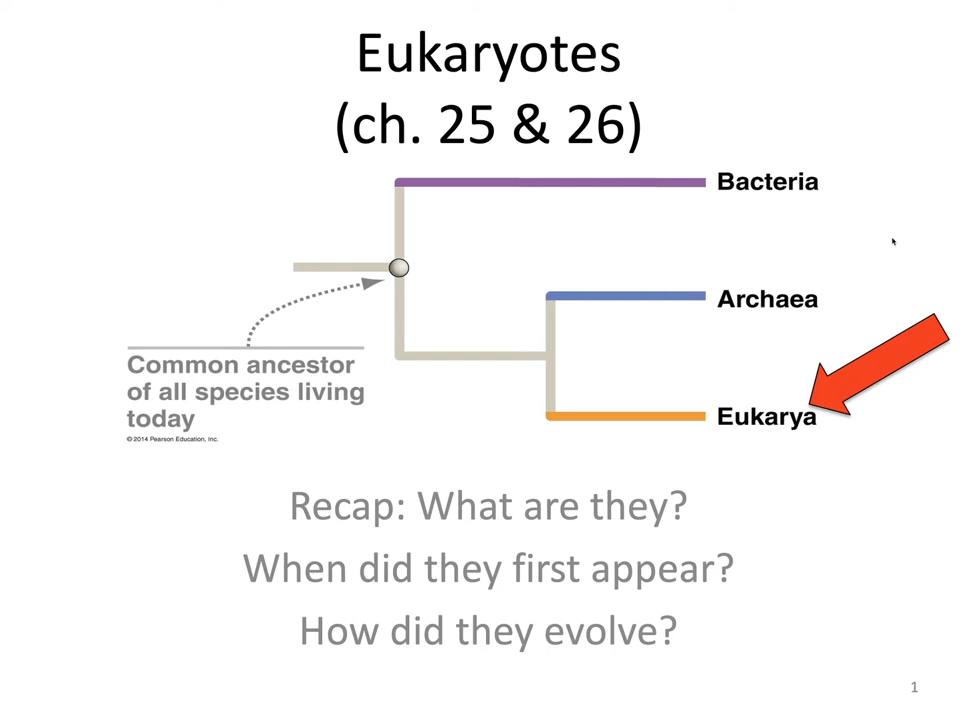 Eukaryotes
(ch. 25 & 26)
Bacteria
Archaea
Common ancestor
of all species living
today
© 2014 Pearson Education, Inc.
Eukarya
Recap: What are they?
When did they first appear?
How did they evolve?
1